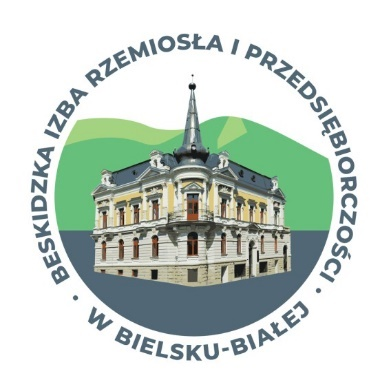 BESKIDZKA IZBA RZEMIOSŁA I PRZEDSIĘBIORCZOŚCI
• W BIELSKU-BIAŁEJ •